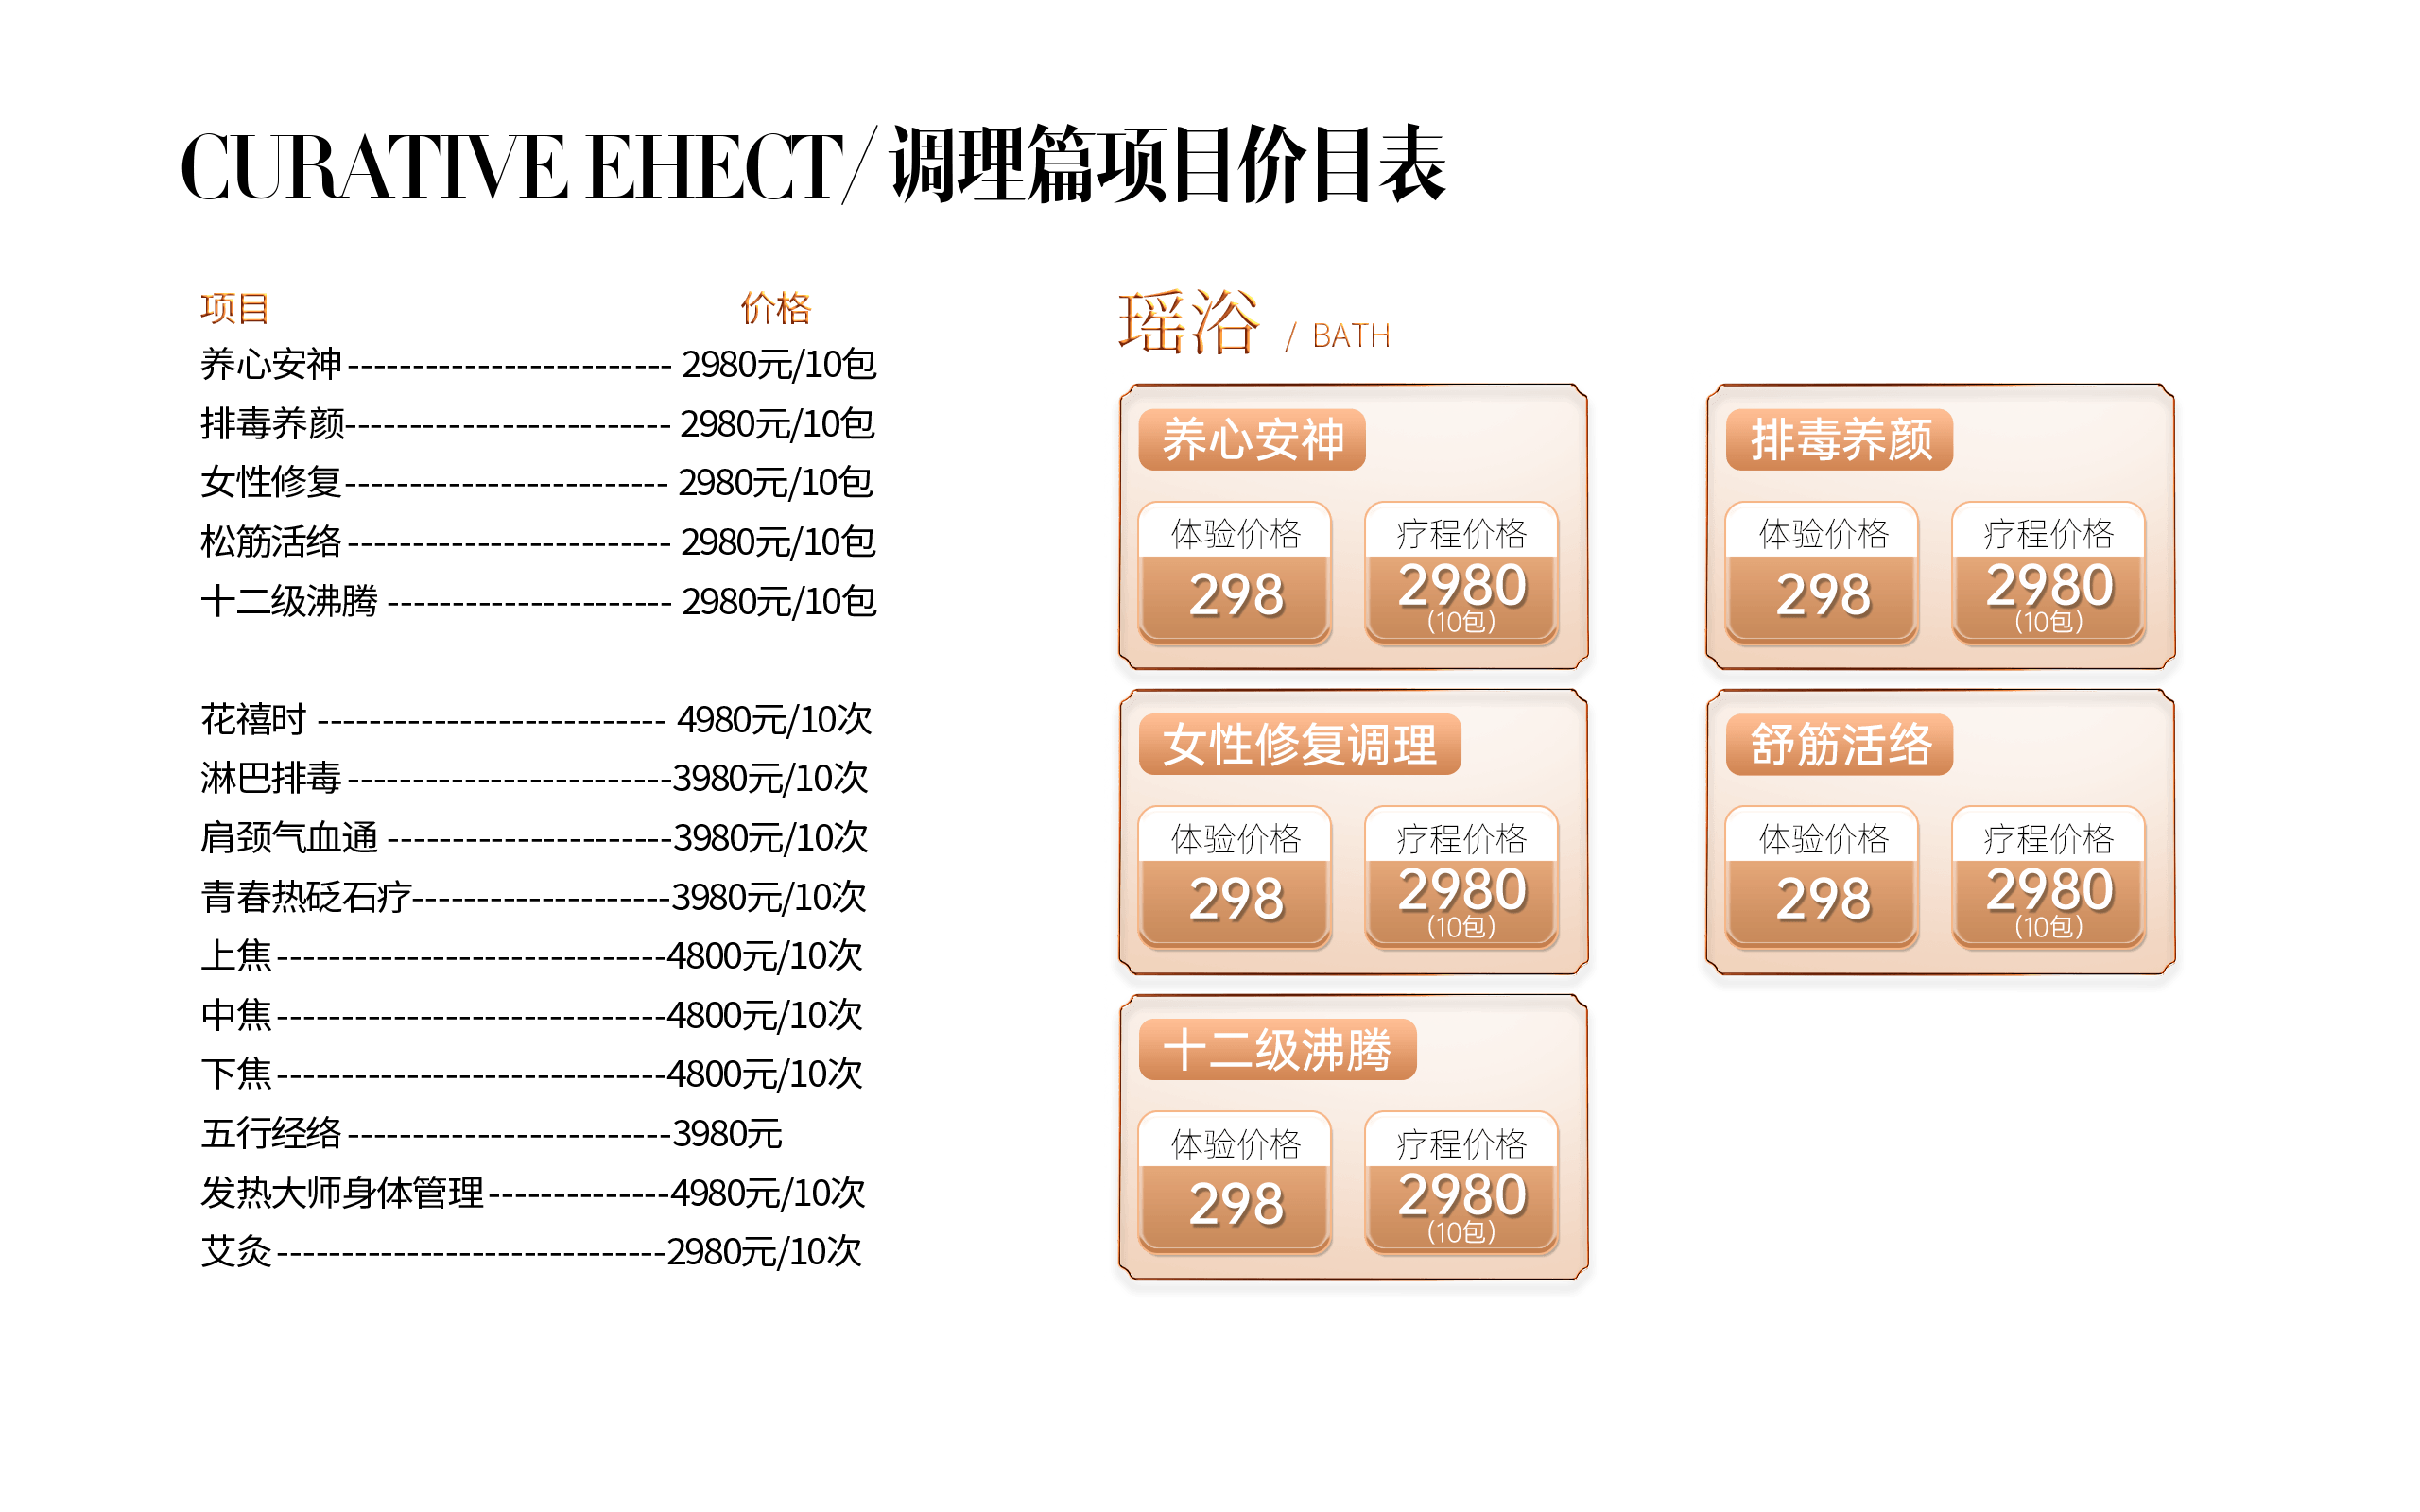 CURATIVE EHECT/调理篇项目价目表
项目 价格
养心安神------------------------- 2980元/10包
排毒养颜------------------------- 2980元/10包
女性修复------------------------- 2980元/10包
松筋活络------------------------- 2980元/10包
十二级沸腾 ---------------------- 2980元/10包
花禧时 --------------------------- 4980元/10次
淋巴排毒 -------------------------3980元/10次
肩颈气血通 ----------------------3980元/10次
青春热砭石疗--------------------3980元/10次
上焦 ------------------------------4800元/10次
中焦 ------------------------------4800元/10次
下焦 ------------------------------4800元/10次
五行经络 -------------------------3980元
发热大师身体管理 --------------4980元/10次
艾灸 ------------------------------2980元/10次
瑶浴 / BATH
养心安神
体验价格 疗程价格
298 2980
(10包)
排毒养颜
体验价格 疗程价格
298 2980
(10包)
女性修复调理
体验价格 疗程价格
298 2980
(10包)
舒筋活络
体验价格 疗程价格
298 2980
(10包)
十二级沸腾
体验价格 疗程价格
298 2980
(10包)